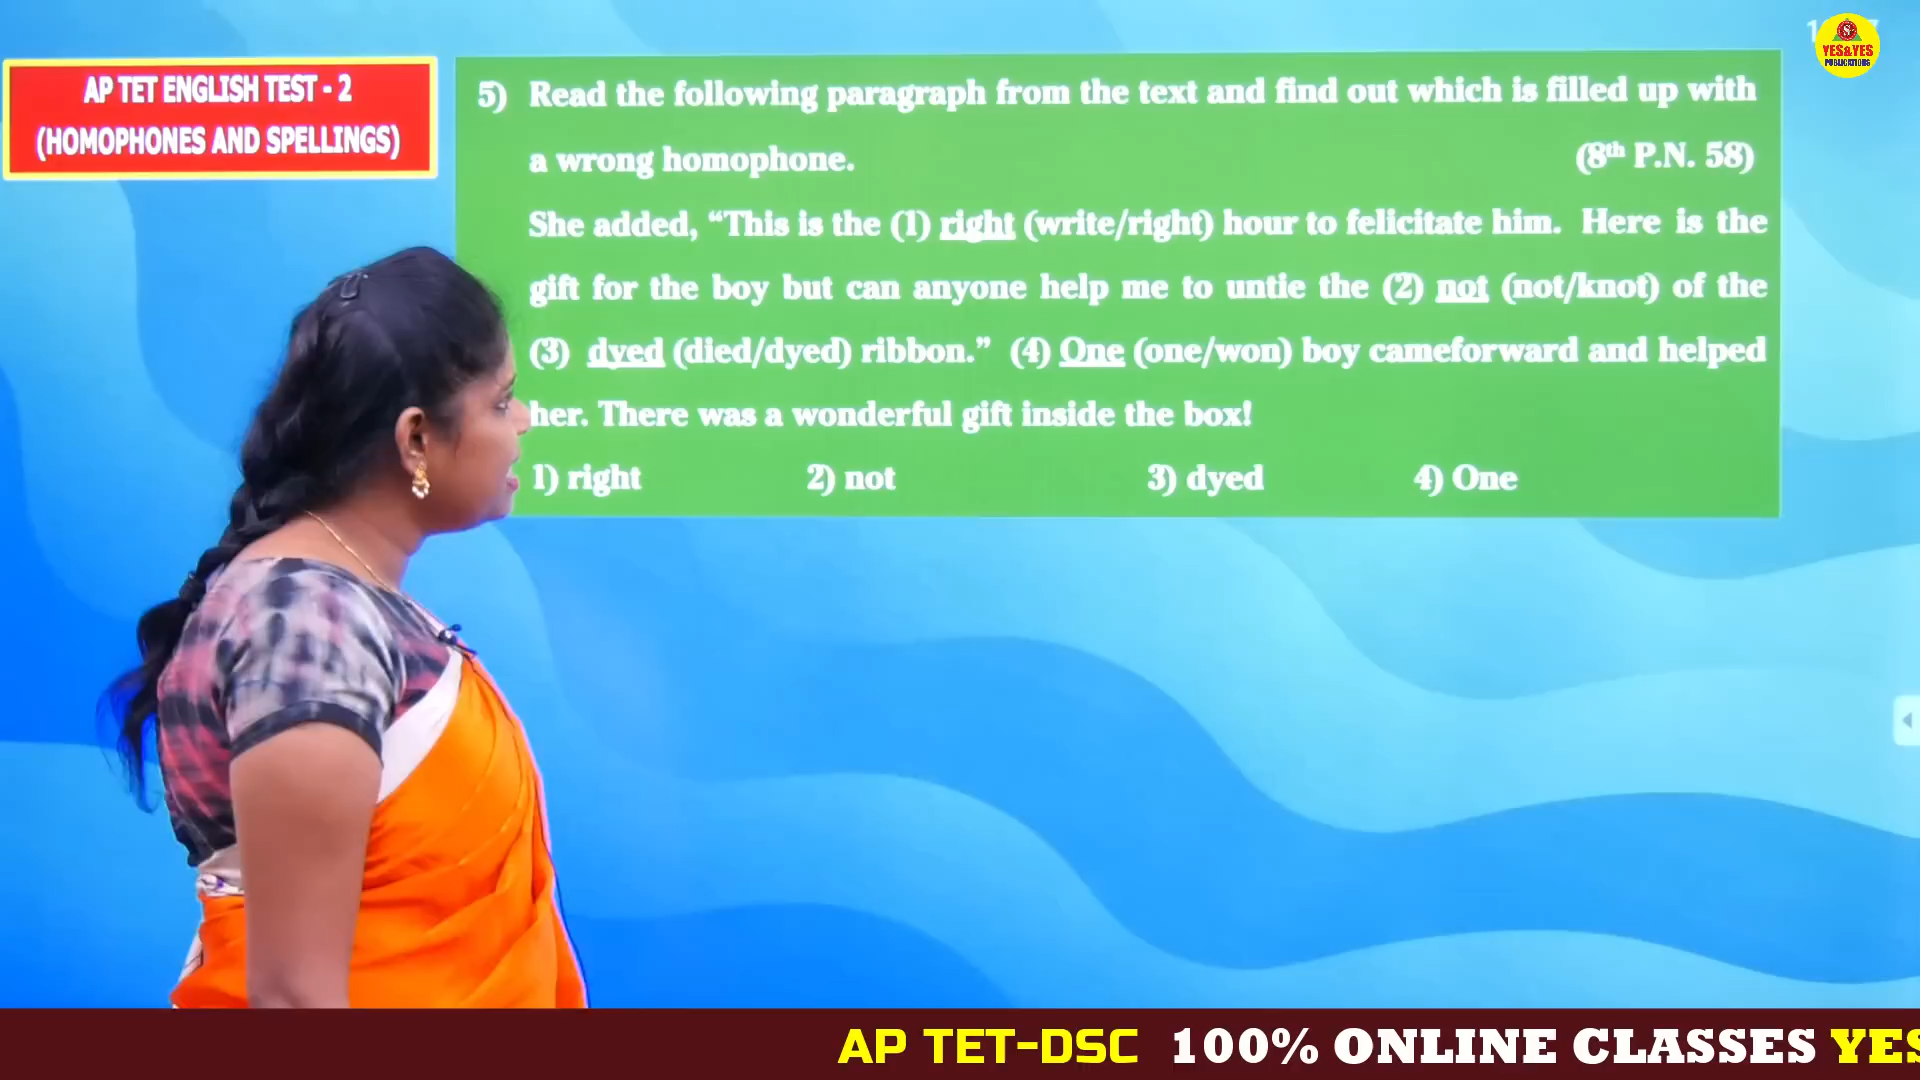 AP TET ENGLISH TEST - 2
(HOMOPHONES AND SPELLINGS)
5) Read the following paragraph from the text and find out which is filled up with
a wrong homophone. (8th P.N. 58)
She added, “This is the (1) right (write/right) hour to felicitate him. Here is the
gift for the boy but can anyone help me to untie the (2) not (not/knot) of the
(3) dyed (died/dyed) ribbon.” (4) One (one/won) boy cameforward and helped
her. There was a wonderful gift inside the box!
1) right 2) not 3) dyed 4) One
YES&YES
PUBLICATIONS
AP TET-DSC 100% ONLINE CLASSES YES